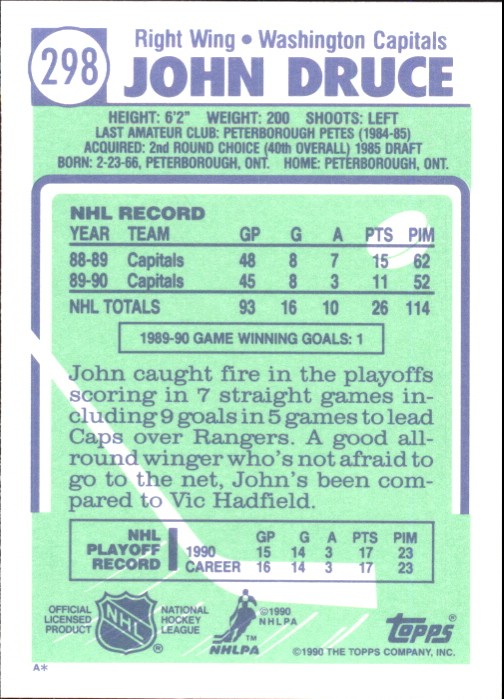 298
Right Wing • Washington Capitals
JOHN DRUCE
HEIGHT: 6'2" WEIGHT: 200 SHOOTS: LEFT
LAST AMATEUR CLUB: PETERBOROUGH PETES (1984-85)
ACQUIRED: 2nd ROUND CHOICE (40th OVERALL) 1985 DRAFT
BORN: 2-23-66, PETERBOROUGH, ONT. HOME: PETERBOROUGH, ONT.
NHL RECORD
YEAR TEAM GP G A PTS PIM
88-89 Capitals 48 8 7 15 62
89-90 Capitals 45 8 3 11 52
NHL TOTALS 93 16 10 26 114
1989-90 GAME WINNING GOALS: 1
John caught fire in the playoffs
scoring in 7 straight games in-
cluding 9 goals in 5 games to lead
Caps over Rangers. A good all-
round winger who's not afraid to
go to the net, John's been com-
pared to Vic Hadfield.
NHL PLAYOFF RECORD
GP G A PTS PIM
1990 15 14 3 17 23
CAREER 16 14 3 17 23
OFFICIAL LICENSED PRODUCT
NHL
®
NATIONAL HOCKEY LEAGUE
©1990 NHLPA
TM
NHLPA
Topps®
©1990 THE TOPPS COMPANY, INC.
A*